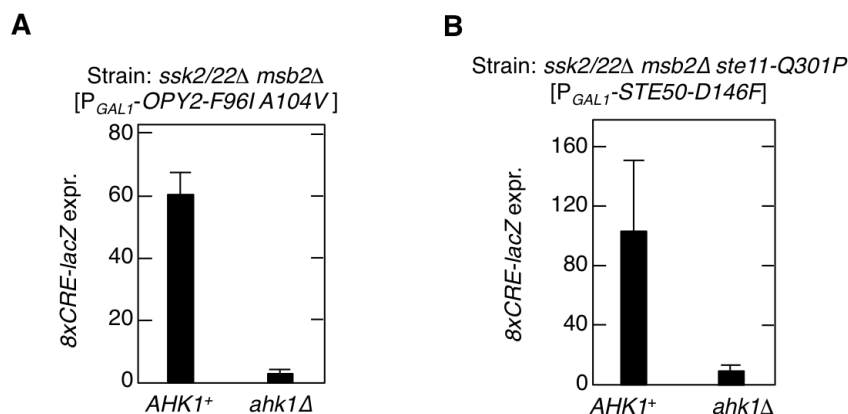 A
Strain: ssk2/22Δ msb2Δ
[PGAL1-OPY2-F96I A104V ]
8xCRE-lacZ expr.
80
60
40
20
0
AHK1+
ahk1Δ
B
Strain: ssk2/22Δ msb2Δ ste11-Q301P
[PGAL1-STE50-D146F]
8xCRE-lacZ expr.
160
120
80
40
0
AHK1+
ahk1Δ